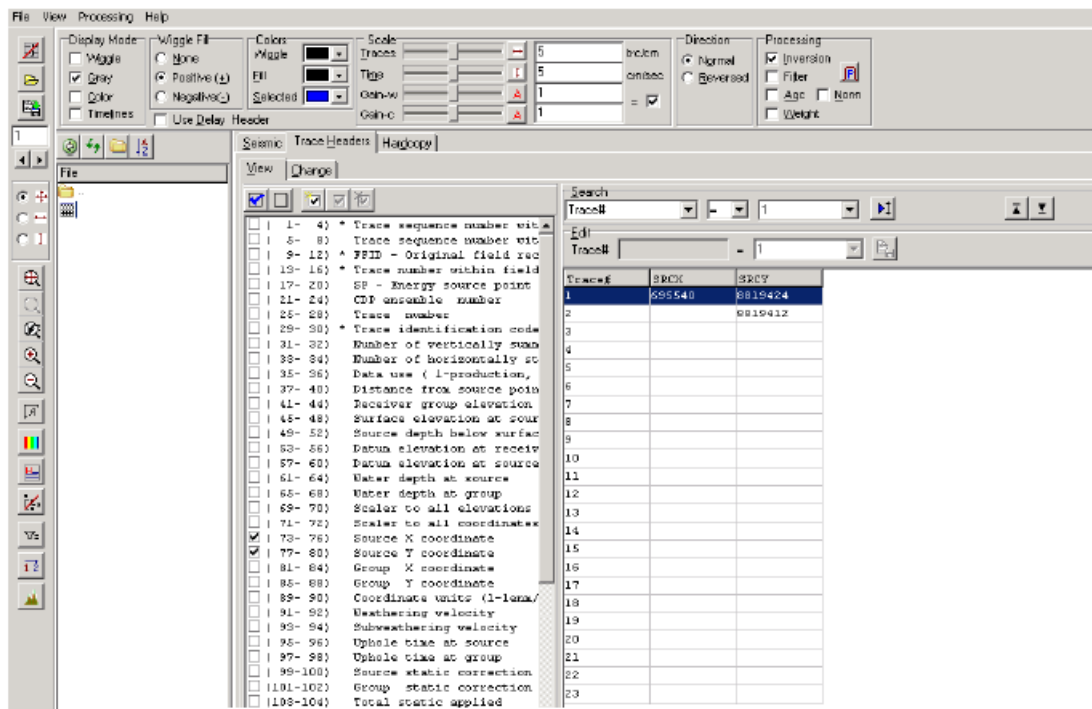 File View Processing Help
Display Mode Wiggle Fill Colors Scale Direction Processing
Wiggle None Wiggle Traces 5 trc/cm Normal Inversion
Gray Positive (+) Fill Time 5 cm/sec Reversed Filter
Color Negative(-) Selected Gain-w 1 = Agc Norm
Timelines Use Delay Header Gain-c 1 Weight
1
Seismic Trace Headers Hardcopy
File
View Change
..
Search
Trace# = 1
Edit
Trace# = 1
| 1- 4) * Trace sequence number wit
| 5- 8) Trace sequence number wit
| 9- 12) * FFID - Original field rec
| 13- 16) * Trace number within field
| 17- 20) SP - Energy source point
| 21- 24) CDP ensemble number
| 25- 28) Trace number
| 29- 30) * Trace identification code
| 31- 32) Number of vertically summ
| 33- 34) Number of horizontally st
| 35- 36) Data use ( 1-production,
| 37- 40) Distance from source poin
| 41- 44) Receiver group elevation
| 45- 48) Surface elevation at sour
| 49- 52) Source depth below surfac
| 53- 56) Datum elevation at receiv
| 57- 60) Datum elevation at source
| 61- 64) Water depth at source
| 65- 68) Water depth at group
| 69- 70) Scaler to all elevations
| 71- 72) Scaler to all coordinates
| 73- 76) Source X coordinate
| 77- 80) Source Y coordinate
| 81- 84) Group X coordinate
| 85- 88) Group Y coordinate
| 89- 90) Coordinate units (1-lenm/
| 91- 92) Weathering velocity
| 93- 94) Subweathering velocity
| 95- 96) Uphole time at source
| 97- 98) Uphole time at group
| 99-100) Source static correction
|101-102) Group static correction
|103-104) Total static applied
Trace# SRCX SRCY
1 695540 8819424
2 8819412
3
4
5
6
7
8
9
10
11
12
13
14
15
16
17
18
19
20
21
22
23